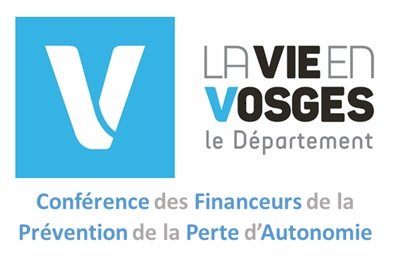 V
LA VIE EN
VOSGES
le Département
Conférence des Financeurs de la
Prévention de la Perte d'Autonomie